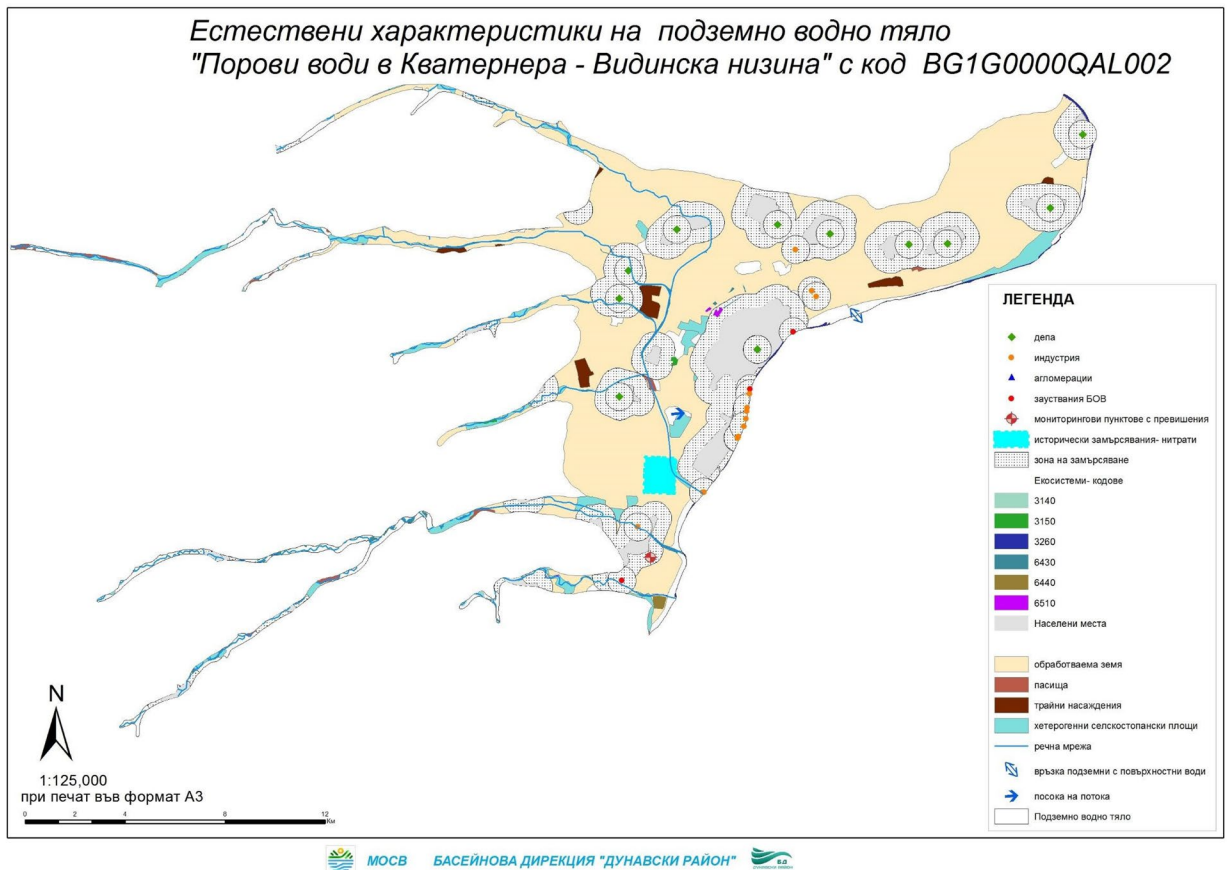 Естествени характеристики на подземно водно тяло
"Порови води в Кватернера - Видинска низина" с код BG1G0000QAL002
ЛЕГЕНДА
депа
индустрия
агломерации
зауствания БОВ
мониторингови пунктове с превишения
исторически замърсявания- нитрати
зона на замърсяване
Екосистеми- кодове
3140
3150
3260
6430
6440
6510
Населени места
обработваема земя
пасища
трайни насаждения
хетерогенни селскостопански площи
речна мрежа
връзка подземни с повърхностни води
посока на потока
Подземно водно тяло
N
1:125,000
при печат във формат А3
0 2 4 8 12
Км
МОСВ БАСЕЙНОВА ДИРЕКЦИЯ "ДУНАВСКИ РАЙОН"